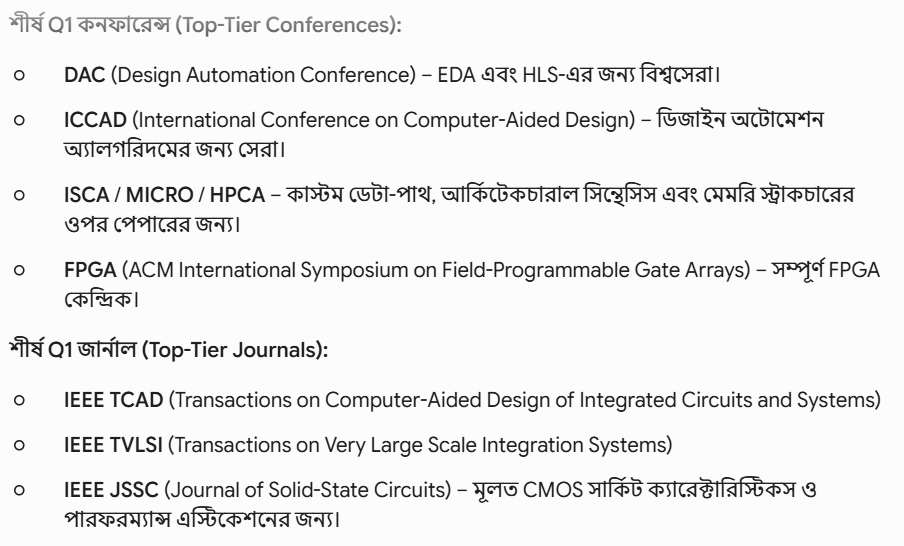 শীর্ষ Q1 কনফারেন্স (Top-Tier Conferences):
○ DAC (Design Automation Conference) – EDA এবং HLS-এর জন্য বিশ্বসেরা।
○ ICCAD (International Conference on Computer-Aided Design) – ডিজাইন অটোমেশন
অ্যালগরিদমের জন্য সেরা।
○ ISCA / MICRO / HPCA – কাস্টম ডেটা-পাথ, আর্কিটেকচারাল সিন্থেসিস এবং মেমরি স্ট্রাকচারের
ওপর পেপারের জন্য।
○ FPGA (ACM International Symposium on Field-Programmable Gate Arrays) – সম্পূর্ণ FPGA
কেন্দ্রিক।
শীর্ষ Q1 জার্নাল (Top-Tier Journals):
○ IEEE TCAD (Transactions on Computer-Aided Design of Integrated Circuits and Systems)
○ IEEE TVLSI (Transactions on Very Large Scale Integration Systems)
○ IEEE JSSC (Journal of Solid-State Circuits) – মূলত CMOS সার্কিট ক্যারেক্টারিস্টিকস ও
পারফরম্যান্স এস্টিকেশনের জন্য।